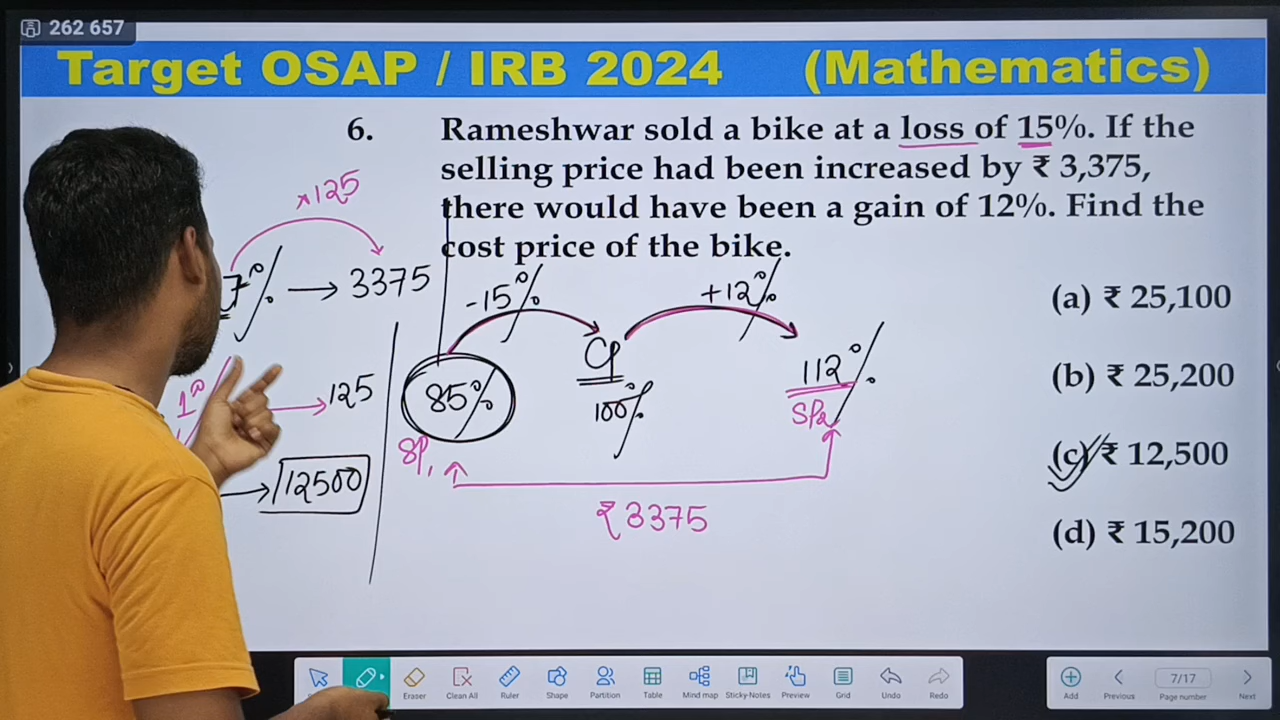 262 657
Target OSAP / IRB 2024 (Mathematics)
6. Rameshwar sold a bike at a loss of 15%. If the
selling price had been increased by ₹ 3,375,
there would have been a gain of 12%. Find the
cost price of the bike.
(a) ₹ 25,100
(b) ₹ 25,200
(c) ₹ 12,500
(d) ₹ 15,200
×125
7% → 3375
1% → 125
→ 12500
-15% +12%
85% CP 112%
100%
SP1 SP2
₹3375
Eraser Clean All Ruler Shape Partition Table Mind map Sticky-Notes Preview Grid Undo Redo
Add Previous 7/17 Next
Page number